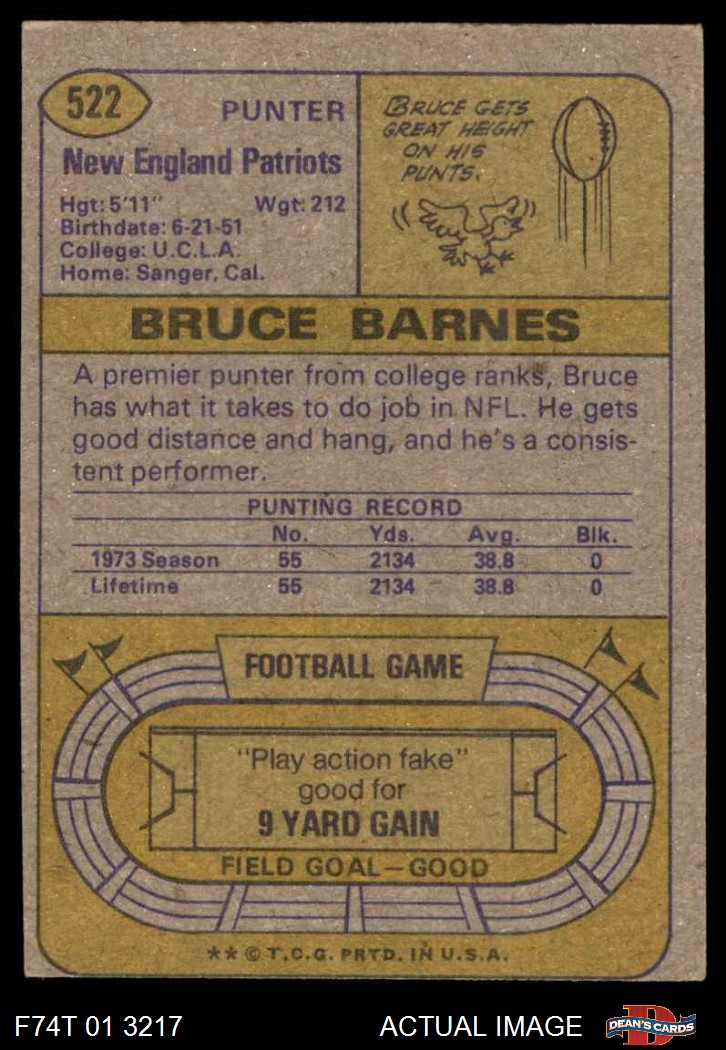 522
PUNTER
New England Patriots
Hgt: 5'11" Wgt: 212
Birthdate: 6-21-51
College: U.C.L.A.
Home: Sanger, Cal.
BRUCE GETS
GREAT HEIGHT
ON HIS
PUNTS.
BRUCE BARNES
A premier punter from college ranks, Bruce
has what it takes to do job in NFL. He gets
good distance and hang, and he's a consis-
tent performer.
PUNTING RECORD
No. Yds. Avg. Blk.
1973 Season 55 2134 38.8 0
Lifetime 55 2134 38.8 0
FOOTBALL GAME
"Play action fake"
good for
9 YARD GAIN
FIELD GOAL—GOOD
** © T.C.G. PRTD. IN U.S.A.
F74T 01 3217 ACTUAL IMAGE
B
DEAN'S CARDS